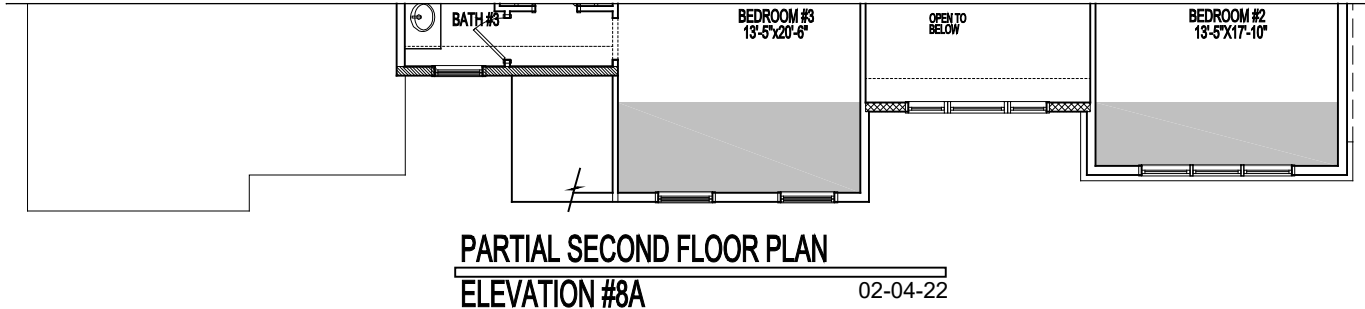 BATH #3
BEDROOM #3
13'-5"x20'-6"
OPEN TO
BELOW
BEDROOM #2
13'-5"X17'-10"
PARTIAL SECOND FLOOR PLAN
ELEVATION #8A
02-04-22